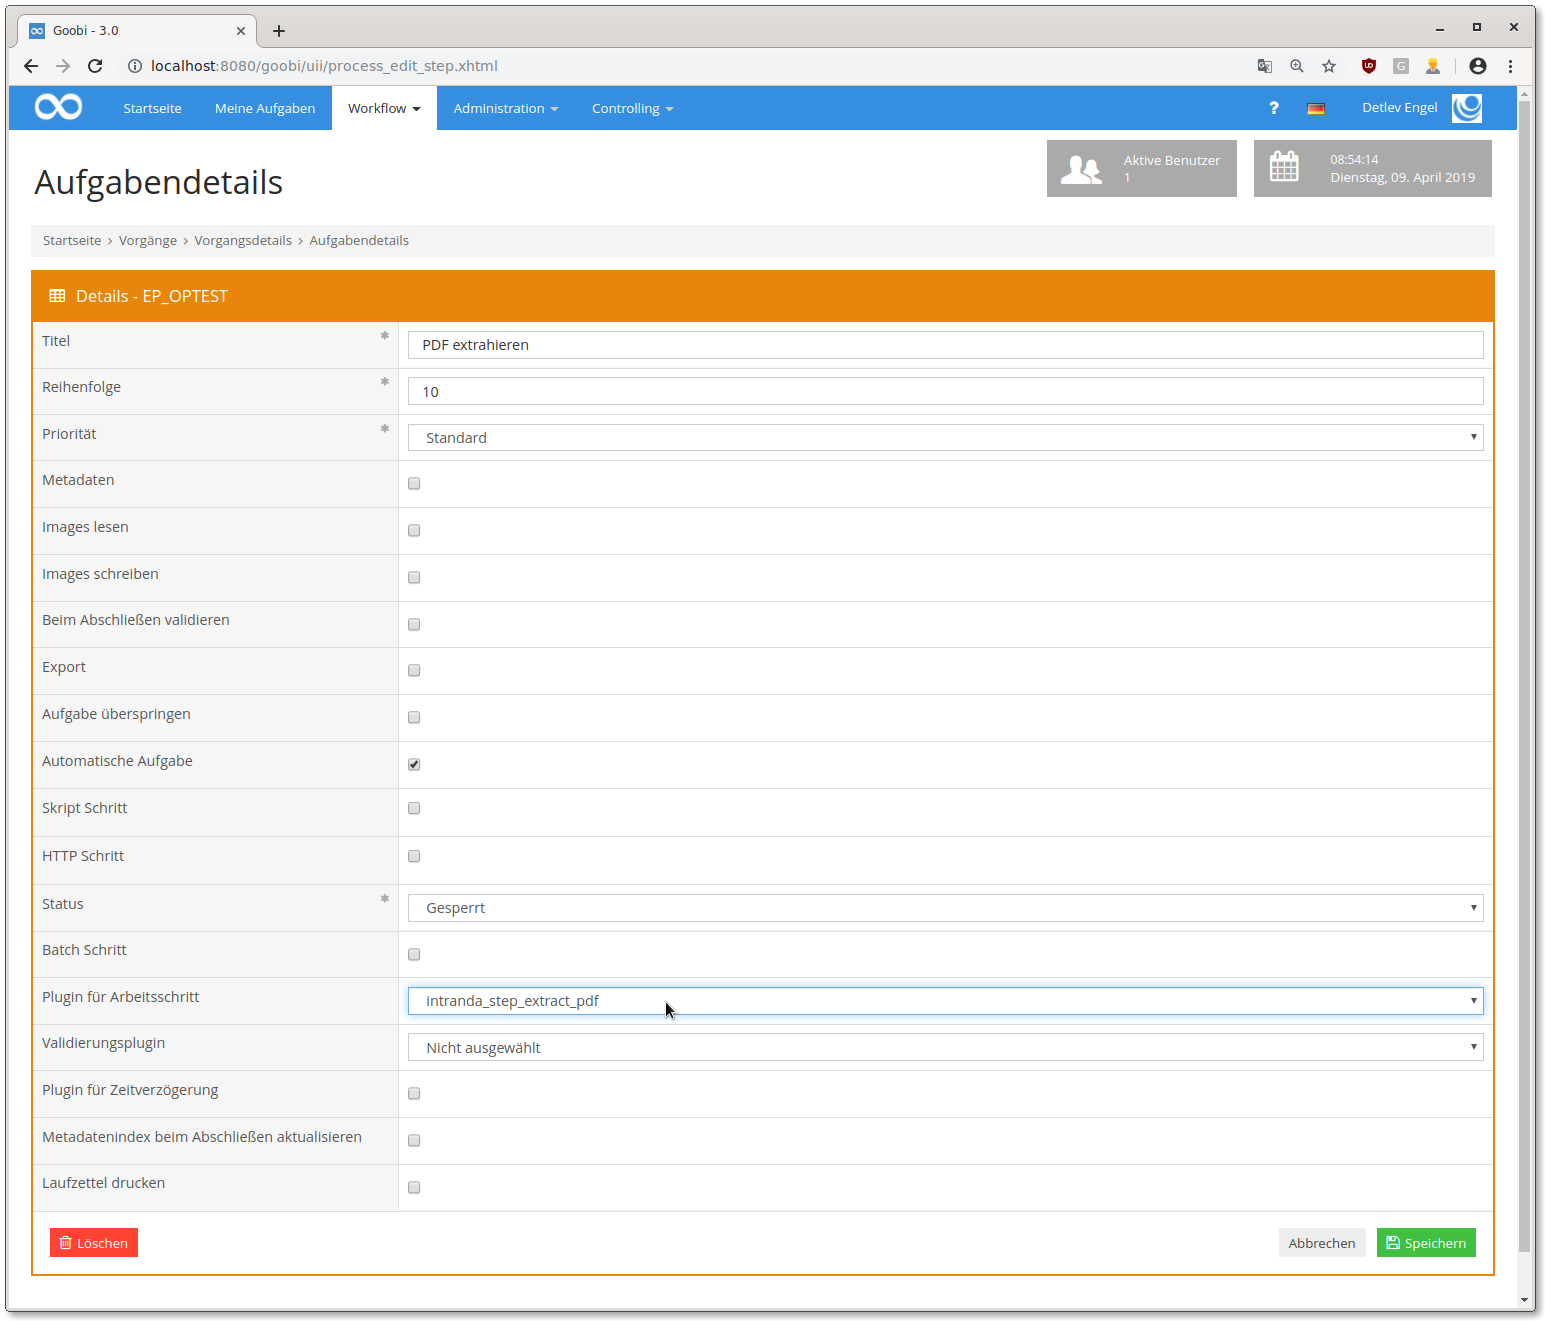 Goobi - 3.0
localhost:8080/goobi/uii/process_edit_step.xhtml
Startseite Meine Aufgaben Workflow Administration Controlling ? Detlev Engel
Aufgabendetails
Aktive Benutzer
1
08:54:14
Dienstag, 09. April 2019
Startseite › Vorgänge › Vorgangsdetails › Aufgabendetails
Details - EP_OPTEST
Titel * PDF extrahieren
Reihenfolge * 10
Priorität * Standard
Metadaten
Images lesen
Images schreiben
Beim Abschließen validieren
Export
Aufgabe überspringen
Automatische Aufgabe
Skript Schritt
HTTP Schritt
Status * Gesperrt
Batch Schritt
Plugin für Arbeitsschritt intranda_step_extract_pdf
Validierungsplugin Nicht ausgewählt
Plugin für Zeitverzögerung
Metadatenindex beim Abschließen aktualisieren
Laufzettel drucken
Löschen Abbrechen Speichern